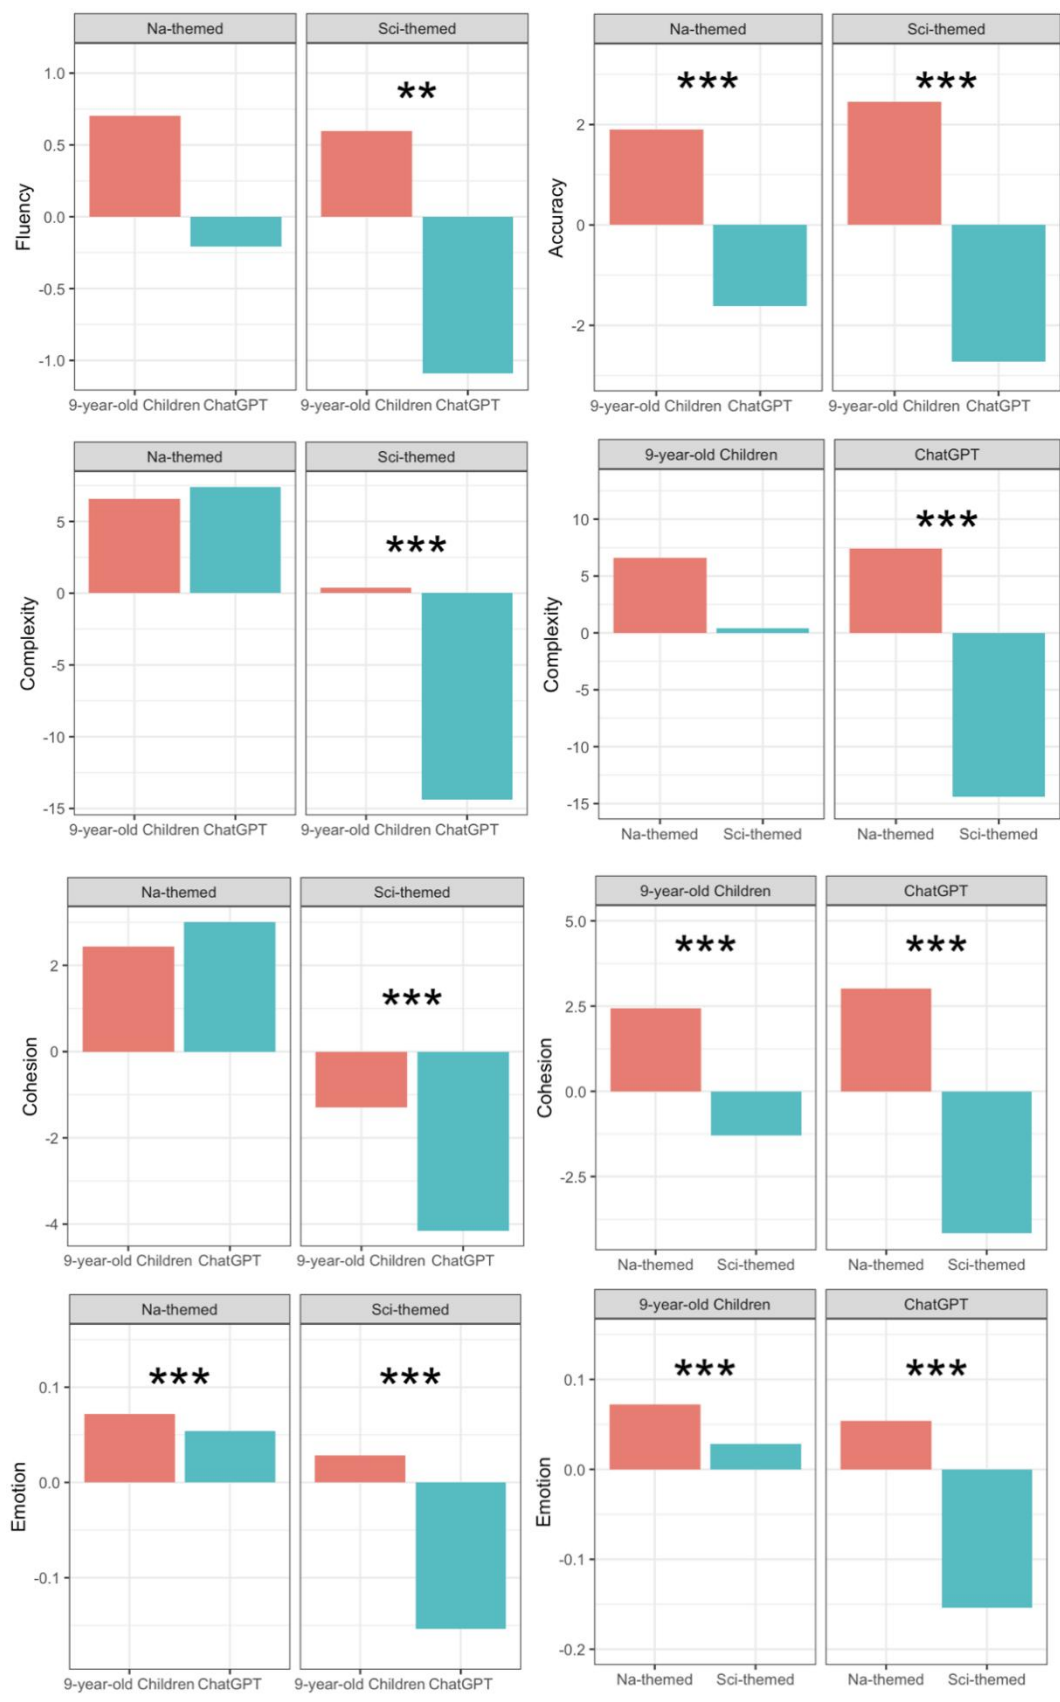 Na-themed Sci-themed
**
1.0
0.5
0.0
-0.5
-1.0
Fluency
9-year-old Children ChatGPT 9-year-old Children ChatGPT
Na-themed Sci-themed
*** ***
2
0
-2
Accuracy
9-year-old Children ChatGPT 9-year-old Children ChatGPT
Na-themed Sci-themed
***
5
0
-5
-10
-15
Complexity
9-year-old Children ChatGPT 9-year-old Children ChatGPT
9-year-old Children ChatGPT
***
10
5
0
-5
-10
-15
Complexity
Na-themed Sci-themed Na-themed Sci-themed
Na-themed Sci-themed
***
2
0
-2
-4
Cohesion
9-year-old Children ChatGPT 9-year-old Children ChatGPT
9-year-old Children ChatGPT
*** ***
5.0
2.5
0.0
-2.5
Cohesion
Na-themed Sci-themed Na-themed Sci-themed
Na-themed Sci-themed
*** ***
0.1
0.0
-0.1
Emotion
9-year-old Children ChatGPT 9-year-old Children ChatGPT
9-year-old Children ChatGPT
*** ***
0.1
0.0
-0.1
-0.2
Emotion
Na-themed Sci-themed Na-themed Sci-themed